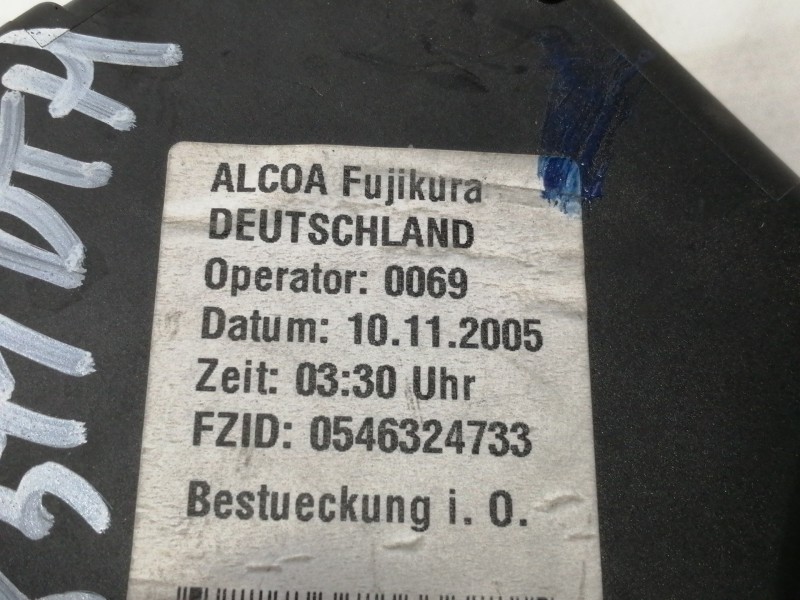 ALCOA Fujikura
DEUTSCHLAND
Operator: 0069
Datum: 10.11.2005
Zeit: 03:30 Uhr
FZID: 0546324733
Bestueckung i. O.